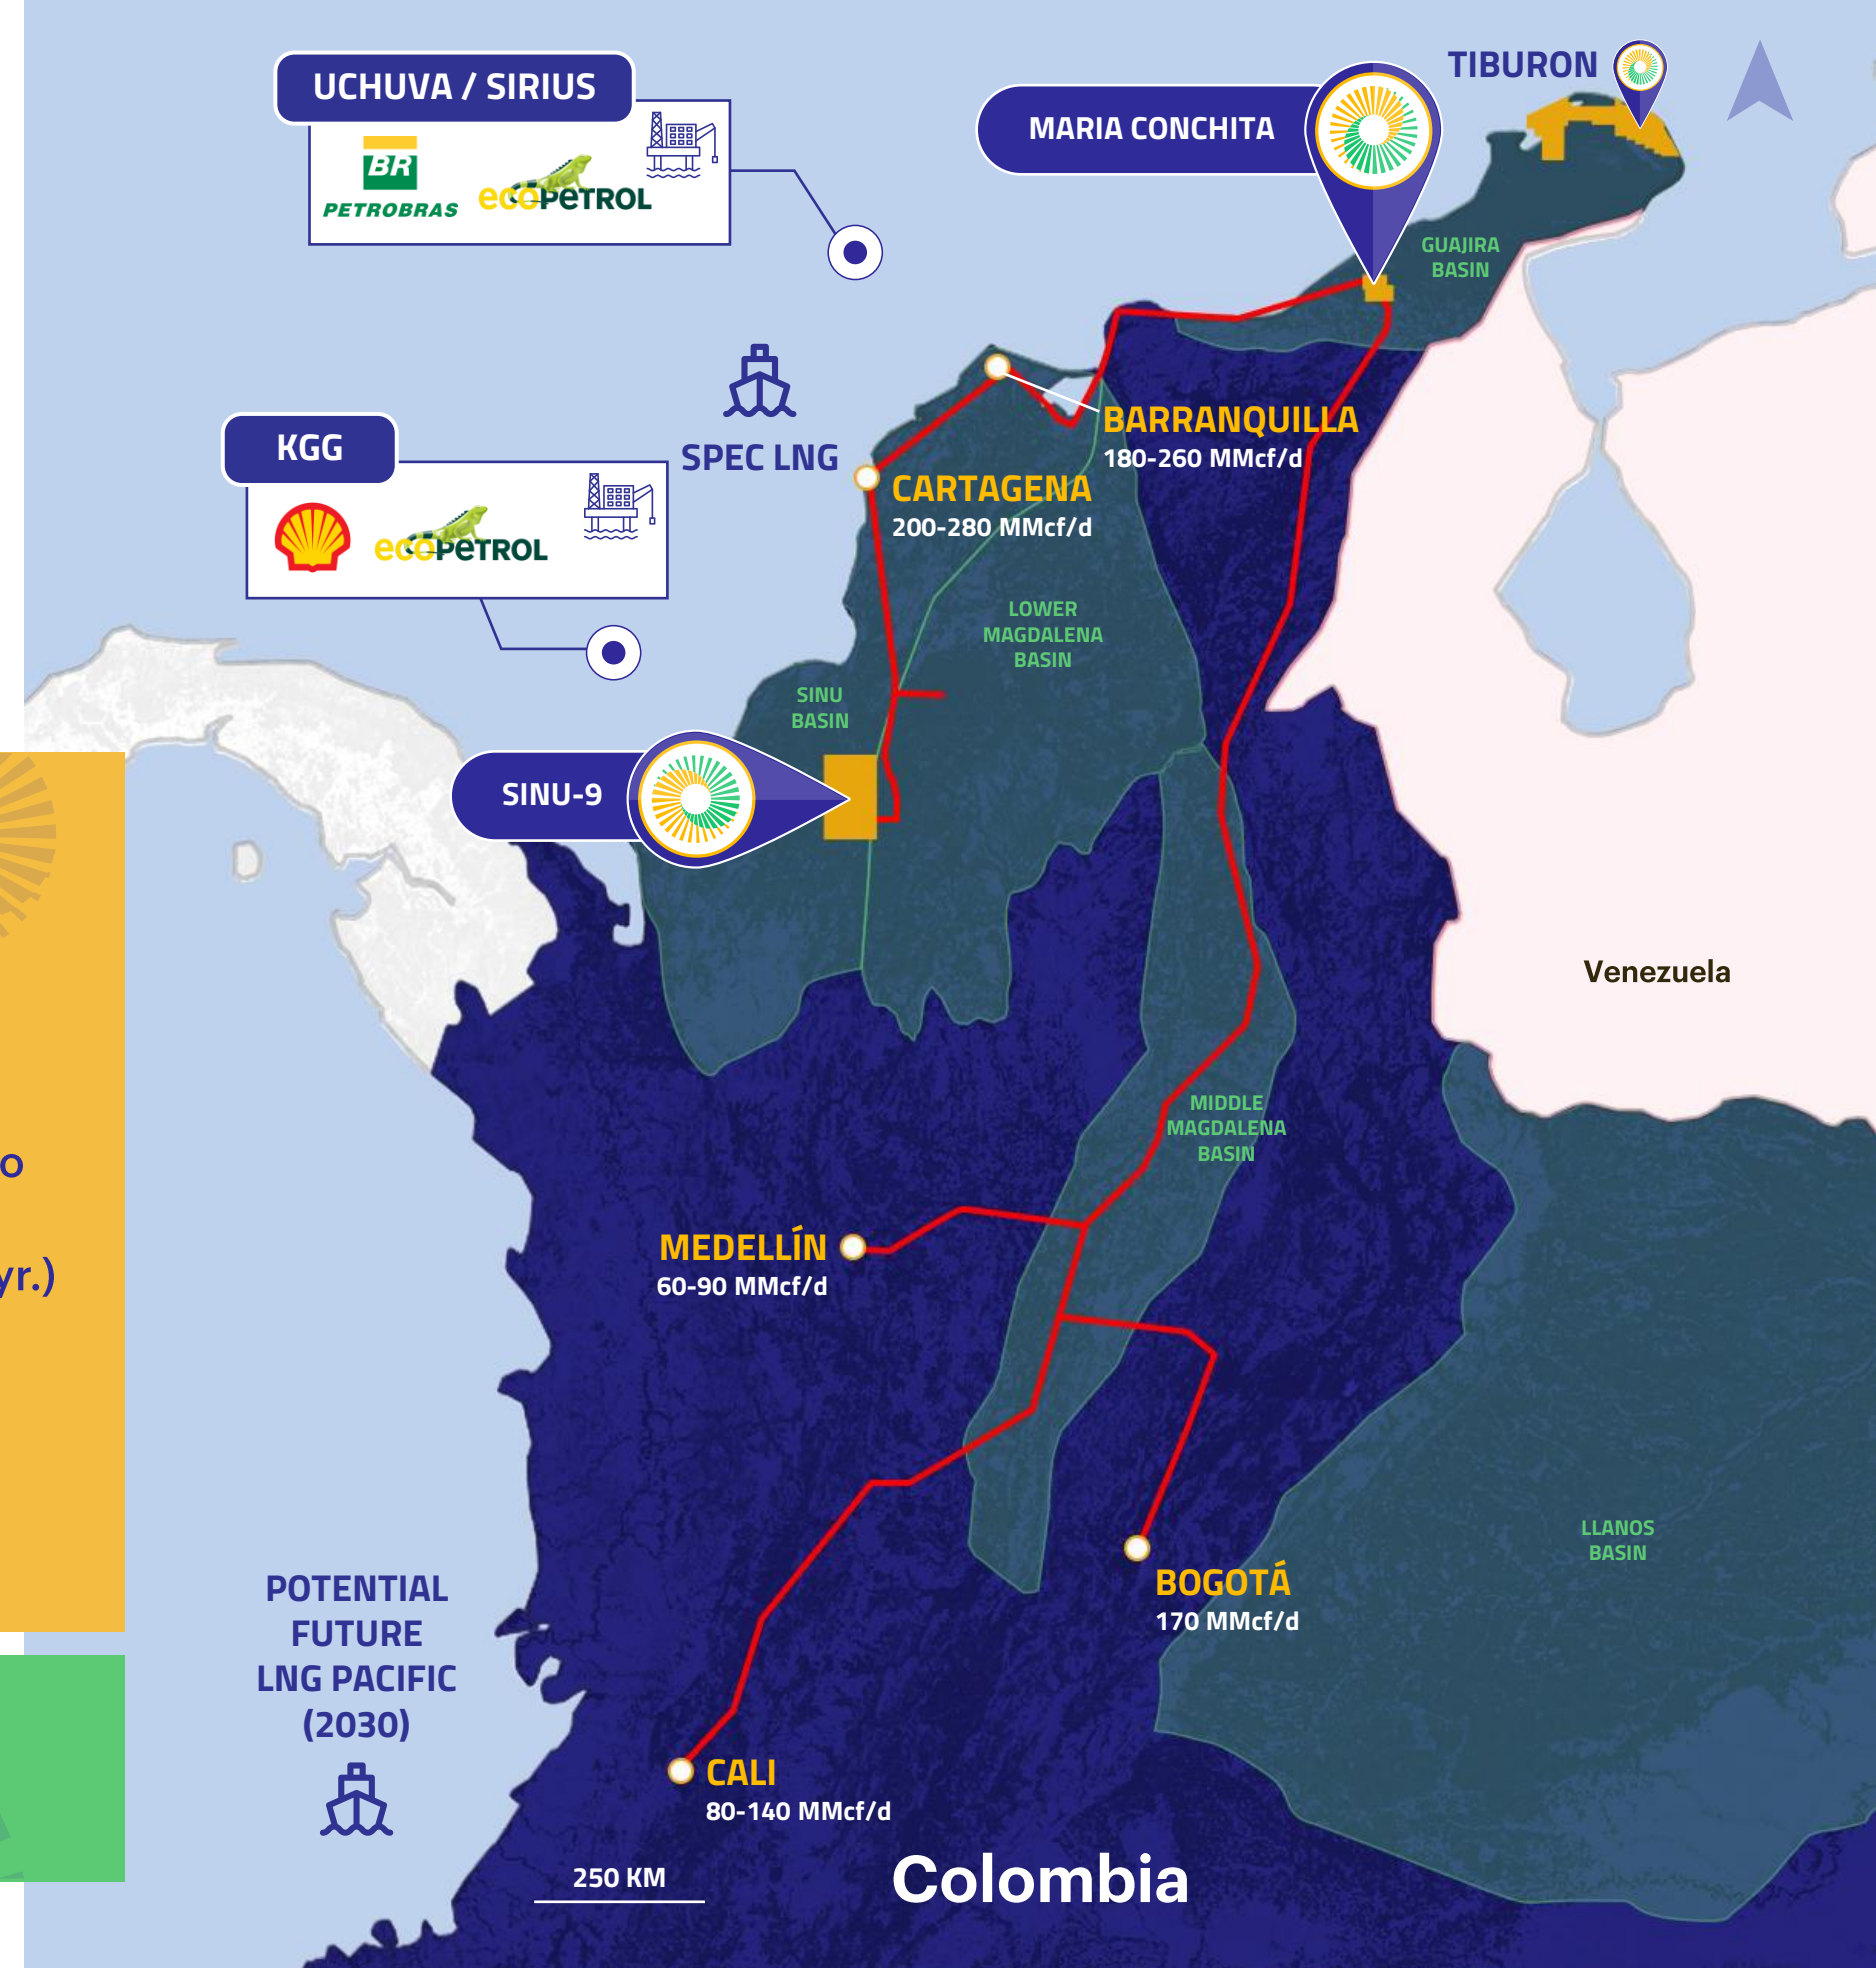 UCHUVA / SIRIUS
BR
PETROBRAS
ecopetrol
TIBURON
MARIA CONCHITA
GUAJIRA
BASIN
KGG
ecopetrol
SPEC LNG
BARRANQUILLA
180-260 MMcf/d
CARTAGENA
200-280 MMcf/d
LOWER
MAGDALENA
BASIN
SINU
BASIN
SINU-9
Venezuela
MIDDLE
MAGDALENA
BASIN
o
yr.)
MEDELLÍN
60-90 MMcf/d
LLANOS
BASIN
BOGOTÁ
170 MMcf/d
POTENTIAL
FUTURE
LNG PACIFIC
(2030)
CALI
80-140 MMcf/d
250 KM
Colombia